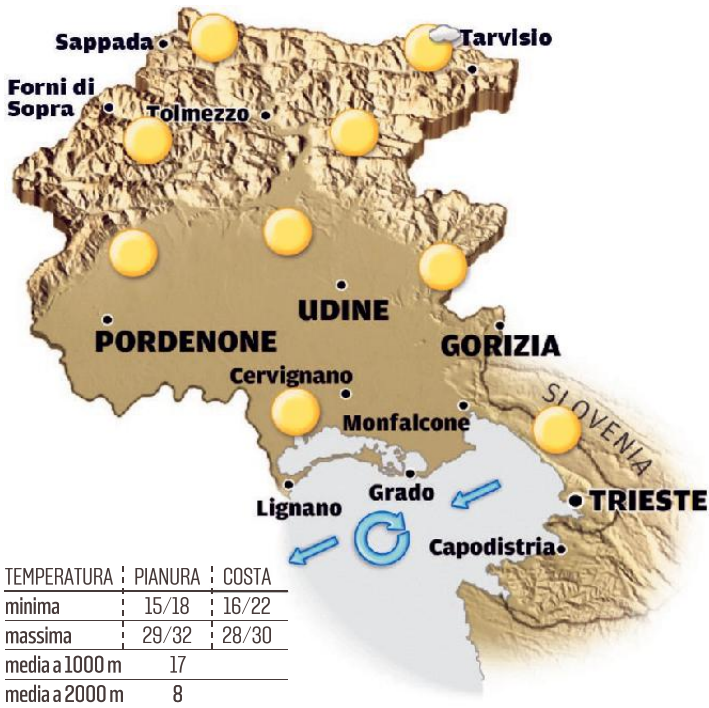 Sappada
Tarvisio
Forni di
Sopra
Tolmezzo
UDINE
PORDENONE
GORIZIA
Cervignano
SLOVENIA
Monfalcone
Grado
Lignano
TRIESTE
Capodistria
TEMPERATURA PIANURA COSTA
minima 15/18 16/22
massima 29/32 28/30
media a 1000 m 17
media a 2000 m 8